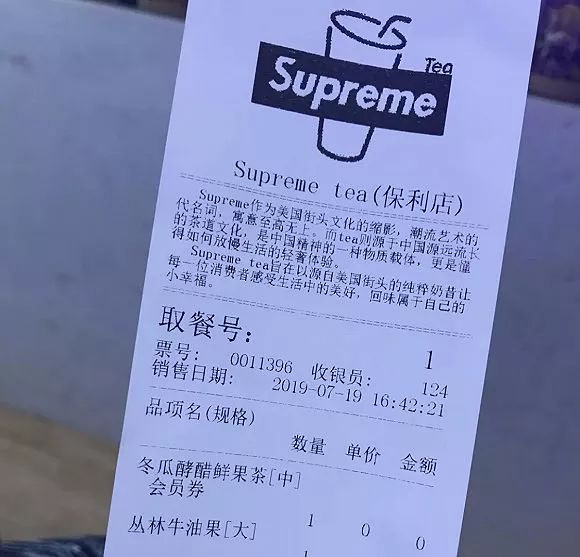 Tea
Supreme
Supreme tea(保利店)
Supreme作为美国街头文化的缩影，潮流艺术的
代名词，寓意至高无上。而tea则源于中国源远流长
的茶道文化，是中国精神的一种物质载体，更是懂
得如何放慢生活的轻奢体验。
Supreme tea旨在以源自美国街头的纯粹奶昔让
每一位消费者感受生活中的美好，回味属于自己的
小幸福。
取餐号： 1
票号： 0011396 收银员： 124
销售日期： 2019-07-19 16:42:21
品项名(规格)
数量 单价 金额
冬瓜酵醋鲜果茶[中]
会员券
1 0 0
丛林牛油果[大]